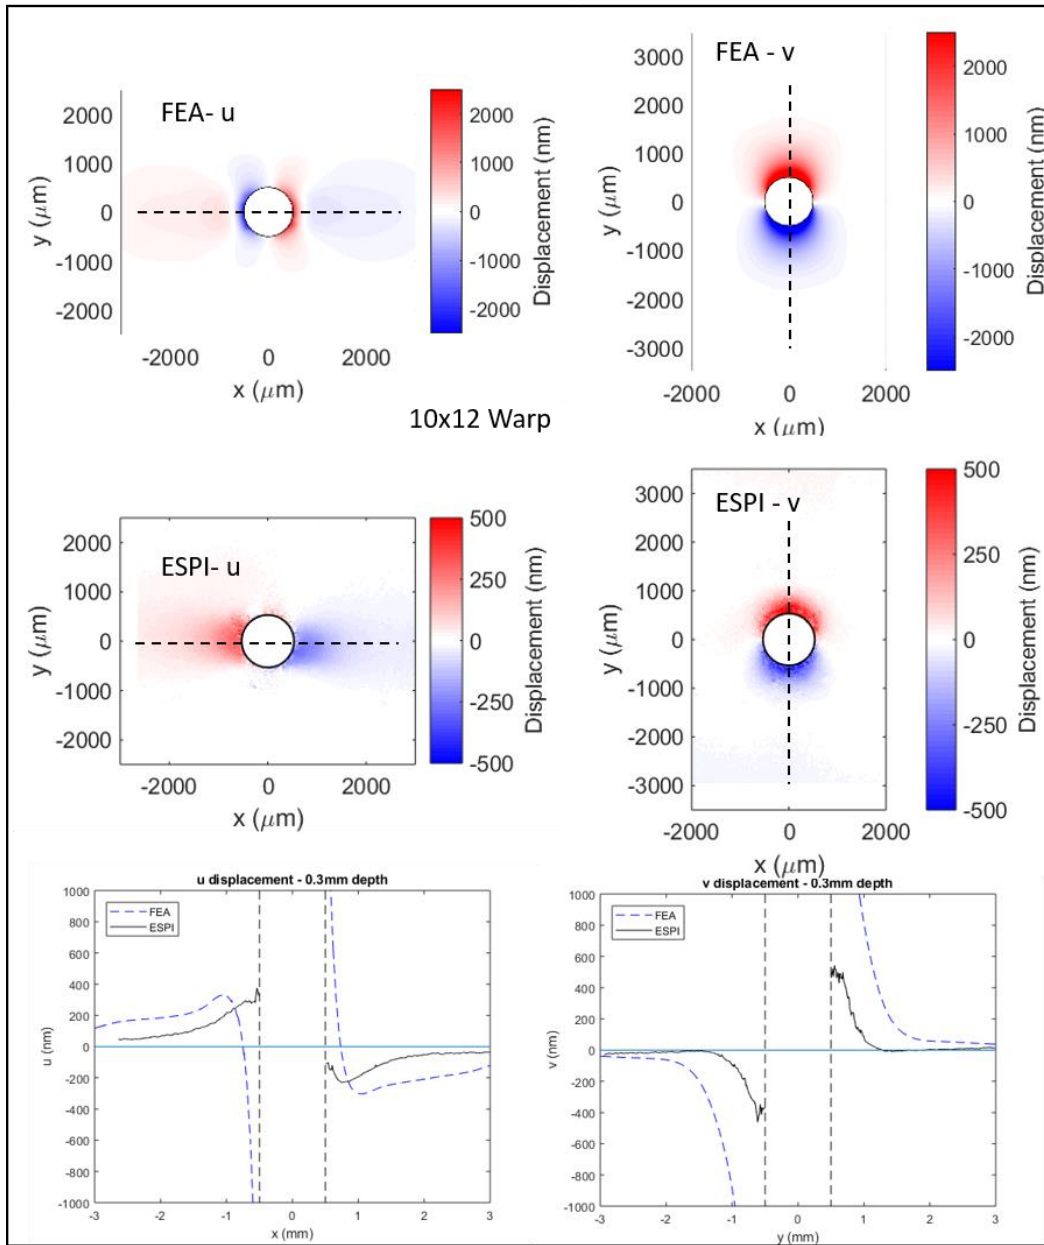 FEA- u
2000
1000
0
-1000
-2000
y (μm)
-2000 0 2000
x (μm)
2000
1000
0
-1000
-2000
Displacement (nm)
FEA - v
3000
2000
1000
0
-1000
-2000
-3000
y (μm)
-2000 0 2000
x (μm)
2000
1000
0
-1000
-2000
Displacement (nm)
10x12 Warp
ESPI- u
2000
1000
0
-1000
-2000
y (μm)
-2000 0 2000
x (μm)
500
250
0
-250
-500
Displacement (nm)
ESPI - v
3000
2000
1000
0
-1000
-2000
-3000
y (μm)
-2000 0 2000
x (μm)
500
250
0
-250
-500
Displacement (nm)
u displacement - 0.3mm depth
FEA
ESPI
1000
800
600
400
200
0
-200
-400
-600
-800
-1000
u (nm)
-3 -2 -1 0 1 2 3
x (mm)
v displacement - 0.3mm depth
FEA
ESPI
1000
800
600
400
200
0
-200
-400
-600
-800
-1000
v (nm)
-3 -2 -1 0 1 2 3
y (mm)